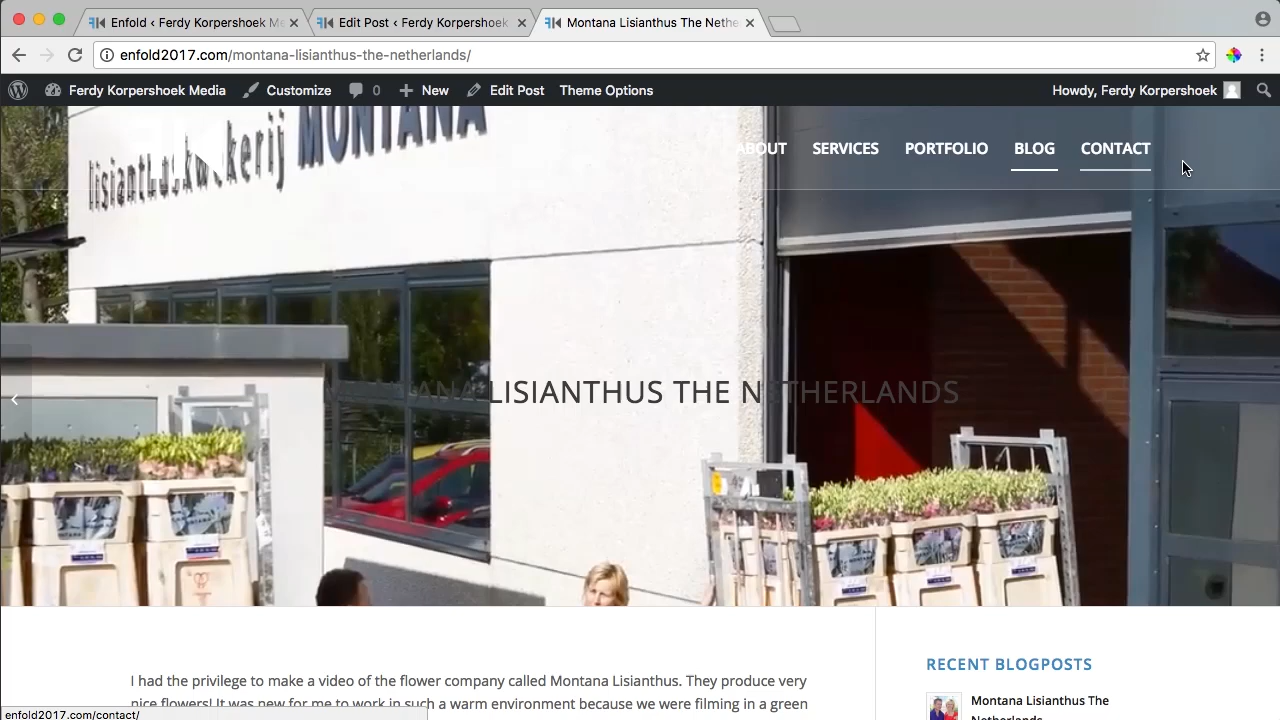 Enfold ‹ Ferdy Korpershoek Me
Edit Post ‹ Ferdy Korpershoek
Montana Lisianthus The Nethe
enfold2017.com/montana-lisianthus-the-netherlands/
Ferdy Korpershoek Media
Customize
0
New
Edit Post
Theme Options
Howdy, Ferdy Korpershoek
lisianthuskwekerij MONTANA
ABOUT
SERVICES
PORTFOLIO
BLOG
CONTACT
MONTANA LISIANTHUS THE NETHERLANDS
I had the privilege to make a video of the flower company called Montana Lisianthus. They produce very
nice flowers! It was new for me to work in such a warm environment because we were filming in a green
RECENT BLOGPOSTS
Montana Lisianthus The
Netherlands
enfold2017.com/contact/